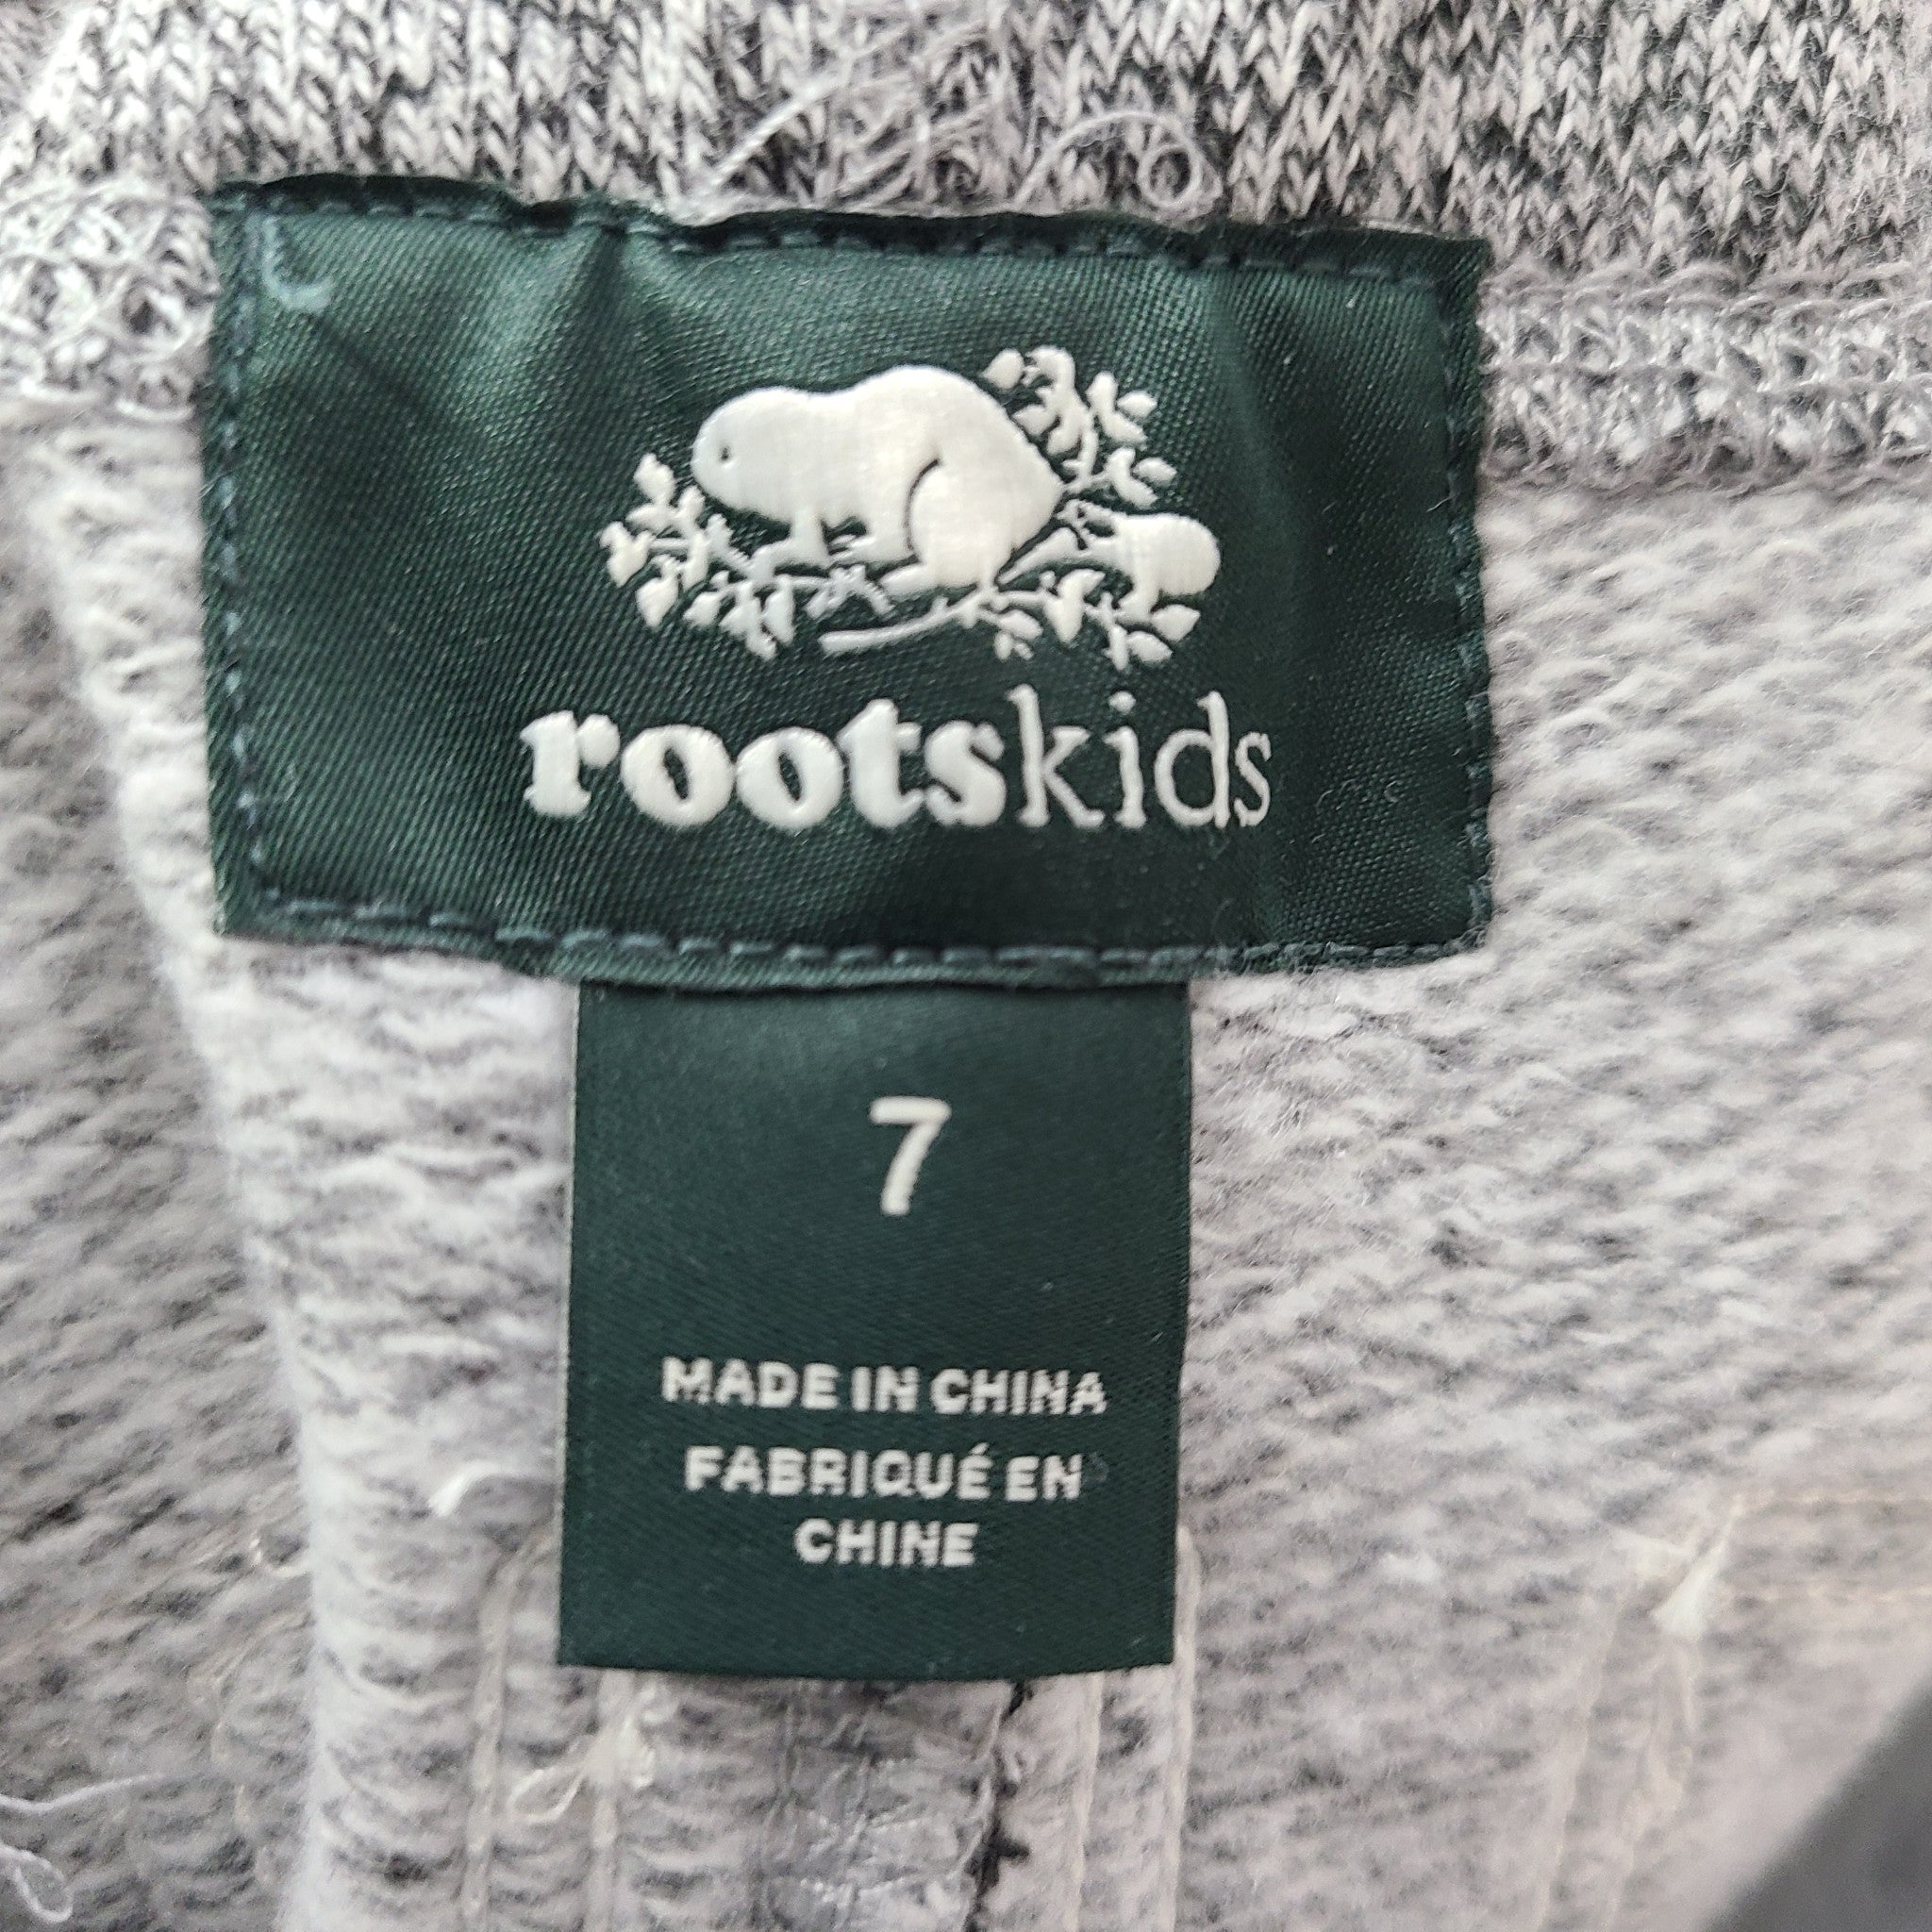 rootskids
7
MADE IN CHINA
FABRIQUÉ EN
CHINE